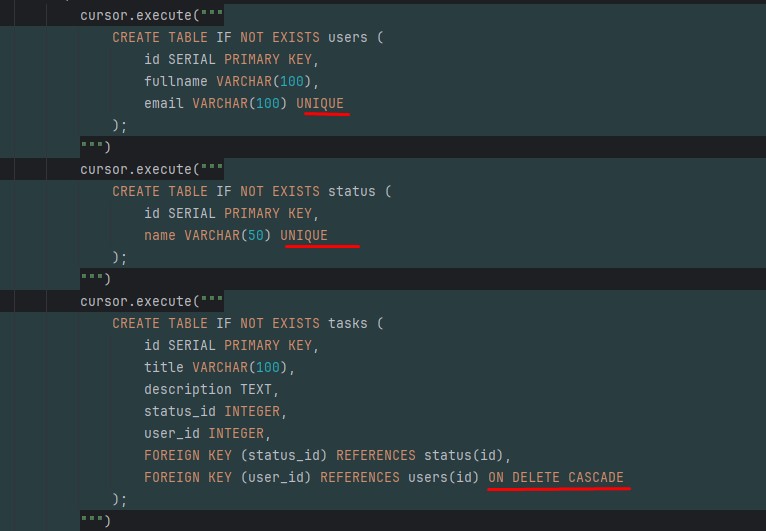 cursor.execute("""
CREATE TABLE IF NOT EXISTS users (
id SERIAL PRIMARY KEY,
fullname VARCHAR(100),
email VARCHAR(100) UNIQUE
);
""")
cursor.execute("""
CREATE TABLE IF NOT EXISTS status (
id SERIAL PRIMARY KEY,
name VARCHAR(50) UNIQUE
);
""")
cursor.execute("""
CREATE TABLE IF NOT EXISTS tasks (
id SERIAL PRIMARY KEY,
title VARCHAR(100),
description TEXT,
status_id INTEGER,
user_id INTEGER,
FOREIGN KEY (status_id) REFERENCES status(id),
FOREIGN KEY (user_id) REFERENCES users(id) ON DELETE CASCADE
);
""")